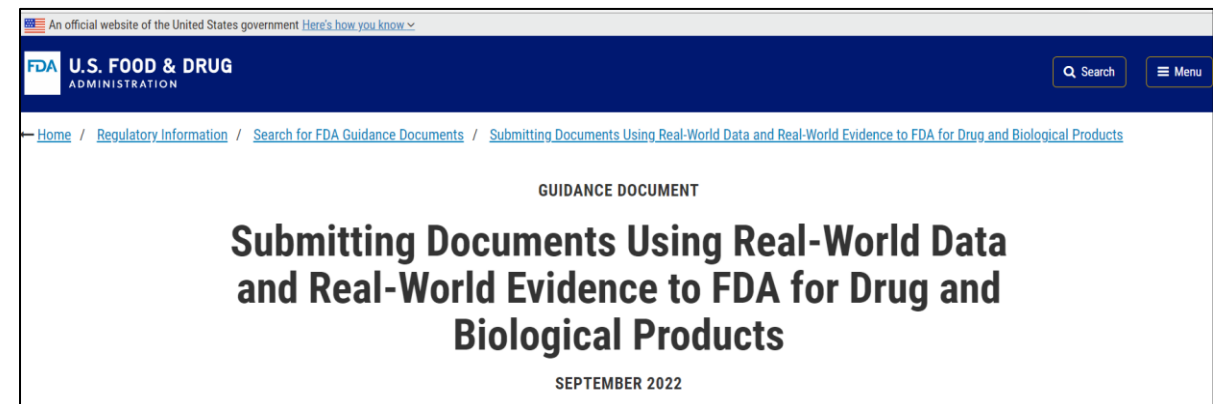 An official website of the United States government Here's how you know
FDA U.S. FOOD & DRUG
ADMINISTRATION
Search
Menu
Home / Regulatory Information / Search for FDA Guidance Documents / Submitting Documents Using Real-World Data and Real-World Evidence to FDA for Drug and Biological Products
GUIDANCE DOCUMENT
Submitting Documents Using Real-World Data
and Real-World Evidence to FDA for Drug and
Biological Products
SEPTEMBER 2022